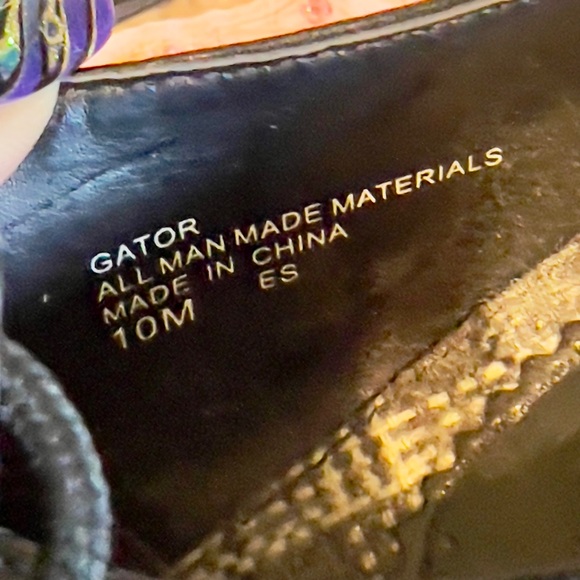 GATOR
ALL MAN MADE MATERIALS
MADE IN CHINA
10M ES